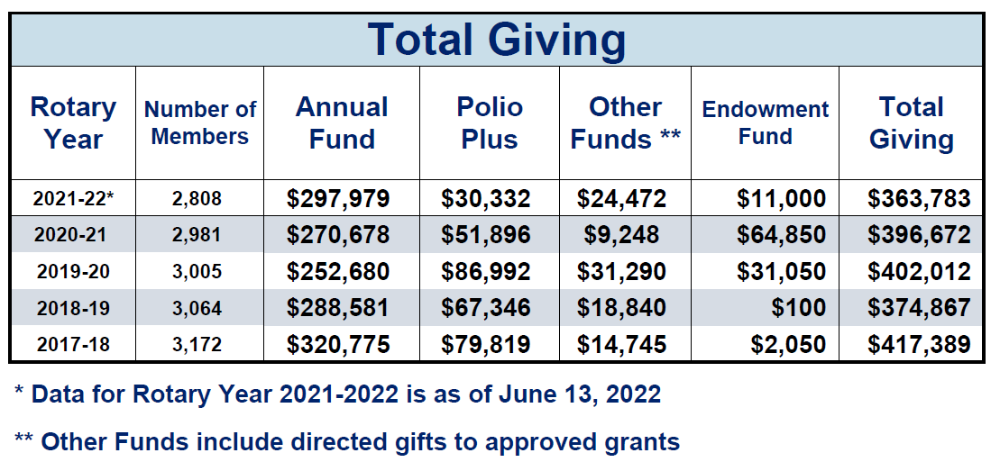 Total Giving
Rotary Year Number of Members Annual Fund Polio Plus Other Funds ** Endowment Fund Total Giving
2021-22* 2,808 $297,979 $30,332 $24,472 $11,000 $363,783
2020-21 2,981 $270,678 $51,896 $9,248 $64,850 $396,672
2019-20 3,005 $252,680 $86,992 $31,290 $31,050 $402,012
2018-19 3,064 $288,581 $67,346 $18,840 $100 $374,867
2017-18 3,172 $320,775 $79,819 $14,745 $2,050 $417,389
* Data for Rotary Year 2021-2022 is as of June 13, 2022
** Other Funds include directed gifts to approved grants